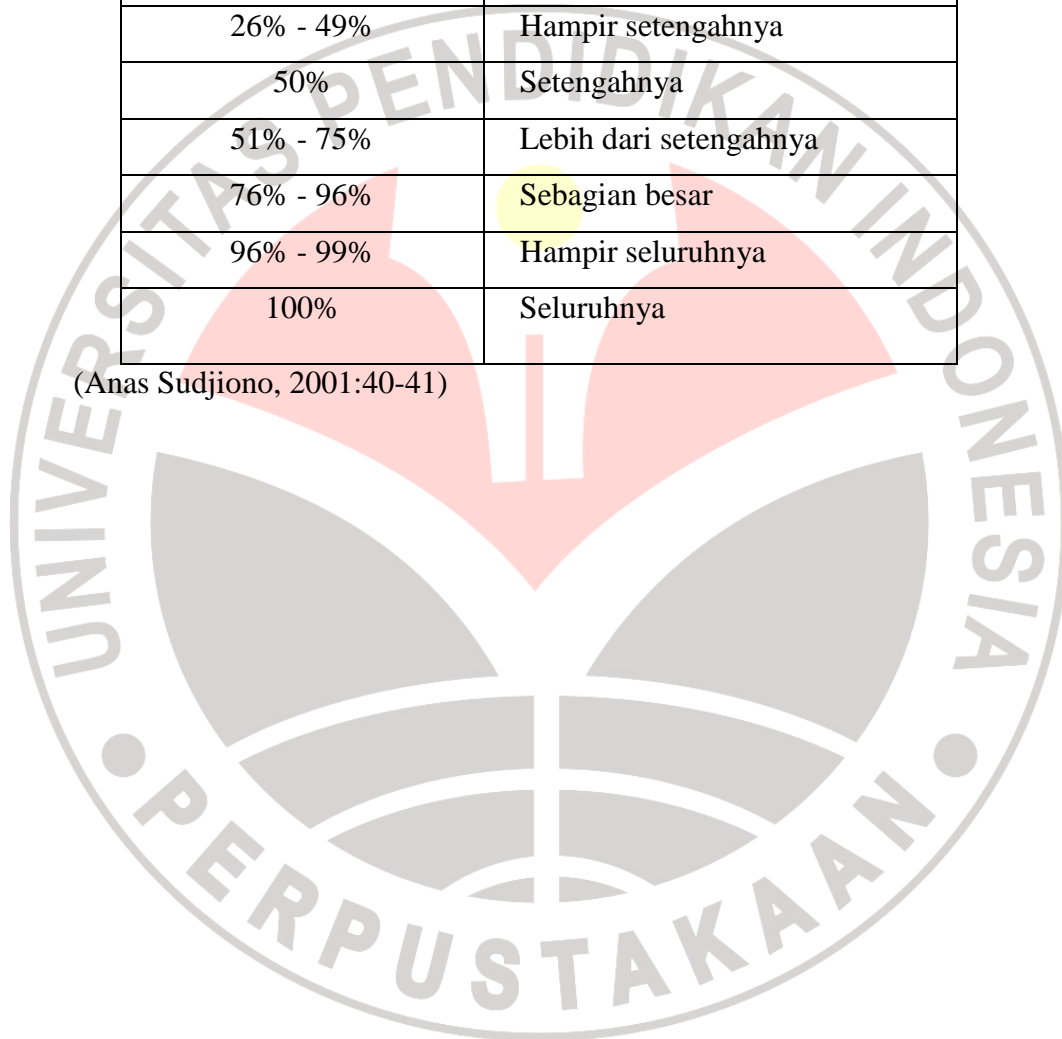 26% - 49% Hampir setengahnya
50% Setengahnya
51% - 75% Lebih dari setengahnya
76% - 96% Sebagian besar
96% - 99% Hampir seluruhnya
100% Seluruhnya
(Anas Sudjiono, 2001:40-41)
UNIVERSITAS PENDIDIKAN INDONESIA
PERPUSTAKAAN